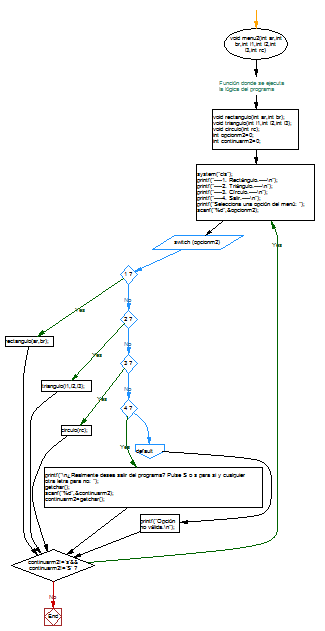 void menu2(int ar,int
br,int l1,int l2,int
l3,int rc)
Función donde se ejecuta
la lógica del programa.
void rectangulo(int ar,int br);
void triangulo(int l1,int l2,int l3);
void circulo(int rc);
int opcionm2=0;
int continuarm2=0;
system("cls");
printf("----1. Rectángulo.----\n");
printf("----2. Triángulo.----\n");
printf("----3. Círculo.----\n");
printf("----4. Salir.----\n");
printf("Selecciona una opción del menú: ");
scanf("%d",&opcionm2);
switch (opcionm2)
Yes
1 ?
No
Yes
2 ?
rectangulo(ar,br);
No
Yes
3 ?
triangulo(l1,l2,l3);
No
Yes
4 ?
circulo(rc);
Yes
default:
printf("\n¿Realmente deseas salir del programa? Pulse S o s para si y cualquier
otra letra para no: ");
getchar();
scanf("%d",&continuarm2);
continuarm2=getchar();
printf("Opción
no válida.\n");
continuarm2!='s'&&
continuarm2!='S' ?
No
End